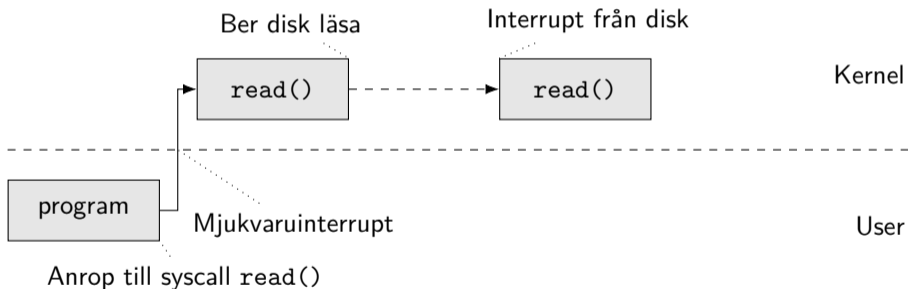 Ber disk läsa
Interrupt från disk
read()
read()
Kernel
program
Mjukvaruinterrupt
User
Anrop till syscall read()